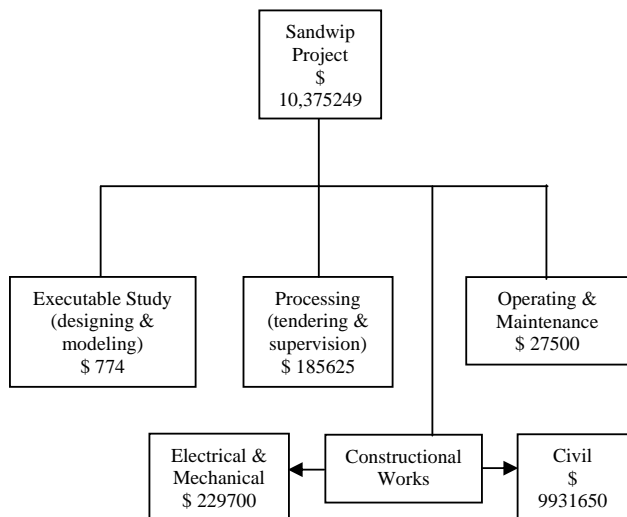 Sandwip
Project
$
10,375249
Executable Study
(designing &
modeling)
$ 774
Processing
(tendering &
supervision)
$ 185625
Operating &
Maintenance
$ 27500
Electrical &
Mechanical
$ 229700
Constructional
Works
Civil
$
9931650